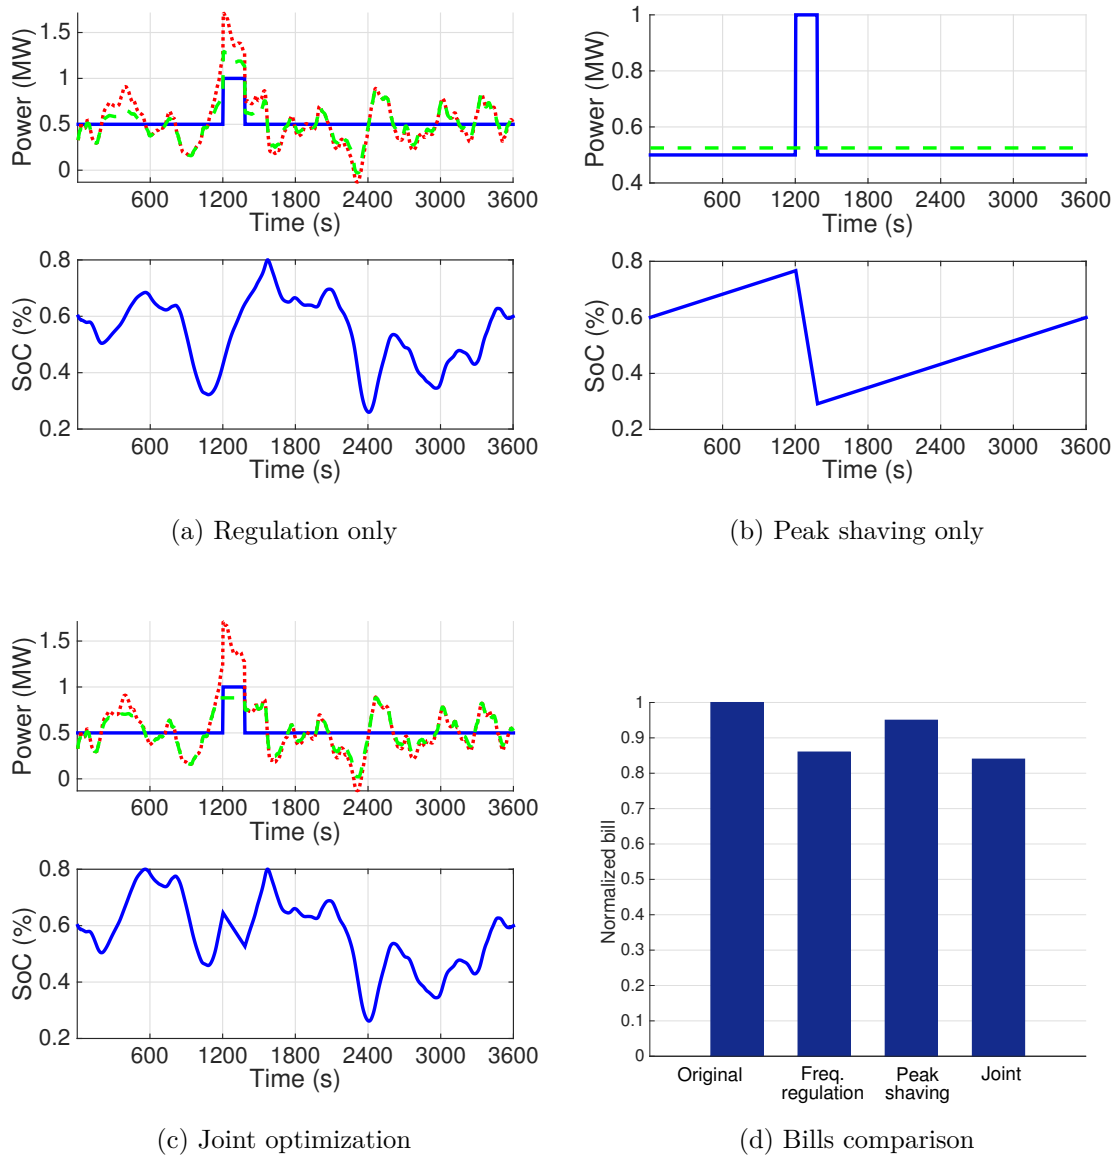 1.5
1
0.5
0
Power (MW)
600 1200 1800 2400 3000 3600
Time (s)
0.8
0.6
0.4
0.2
SoC (%)
600 1200 1800 2400 3000 3600
Time (s)
(a) Regulation only
1
0.8
0.6
0.4
Power (MW)
600 1200 1800 2400 3000 3600
Time (s)
0.8
0.6
0.4
0.2
SoC (%)
600 1200 1800 2400 3000 3600
Time (s)
(b) Peak shaving only
1.5
1
0.5
0
Power (MW)
600 1200 1800 2400 3000 3600
Time (s)
0.8
0.6
0.4
0.2
SoC (%)
600 1200 1800 2400 3000 3600
Time (s)
(c) Joint optimization
1
0.9
0.8
0.7
0.6
0.5
0.4
0.3
0.2
0.1
0
Normalized bill
Original Freq. Peak Joint
regulation shaving
(d) Bills comparison